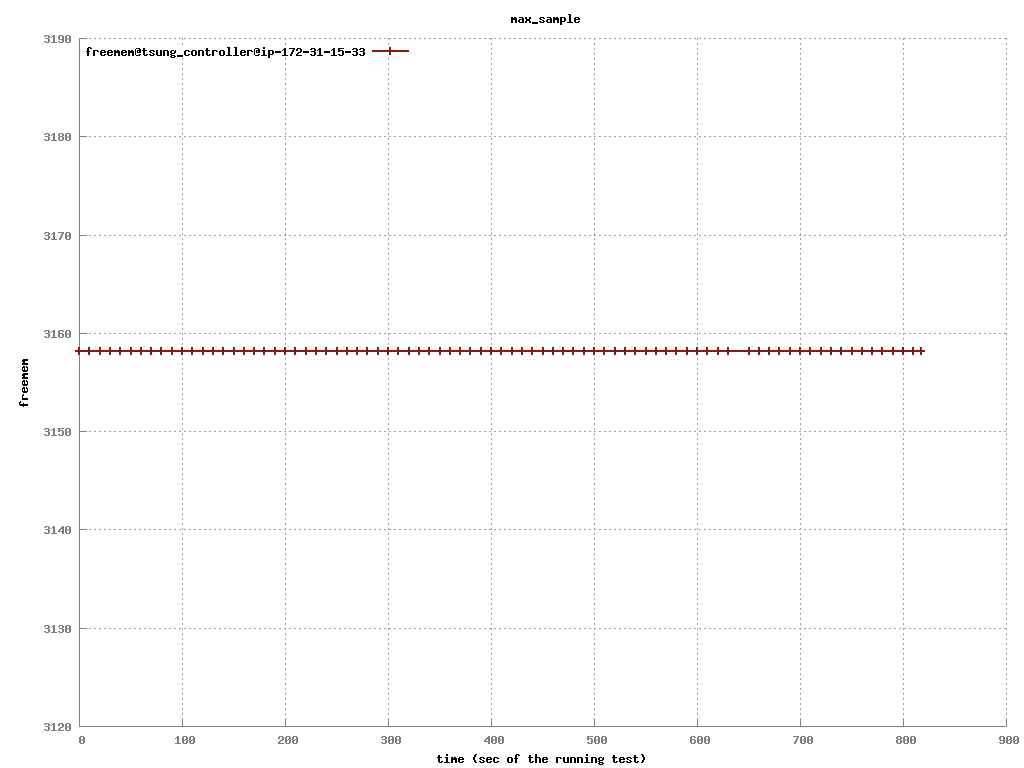 max_sample
freemem@tsung_controller@ip-172-31-15-33
3190
3180
3170
3160
3150
3140
3130
3120
freemem
0 100 200 300 400 500 600 700 800 900
time (sec of the running test)